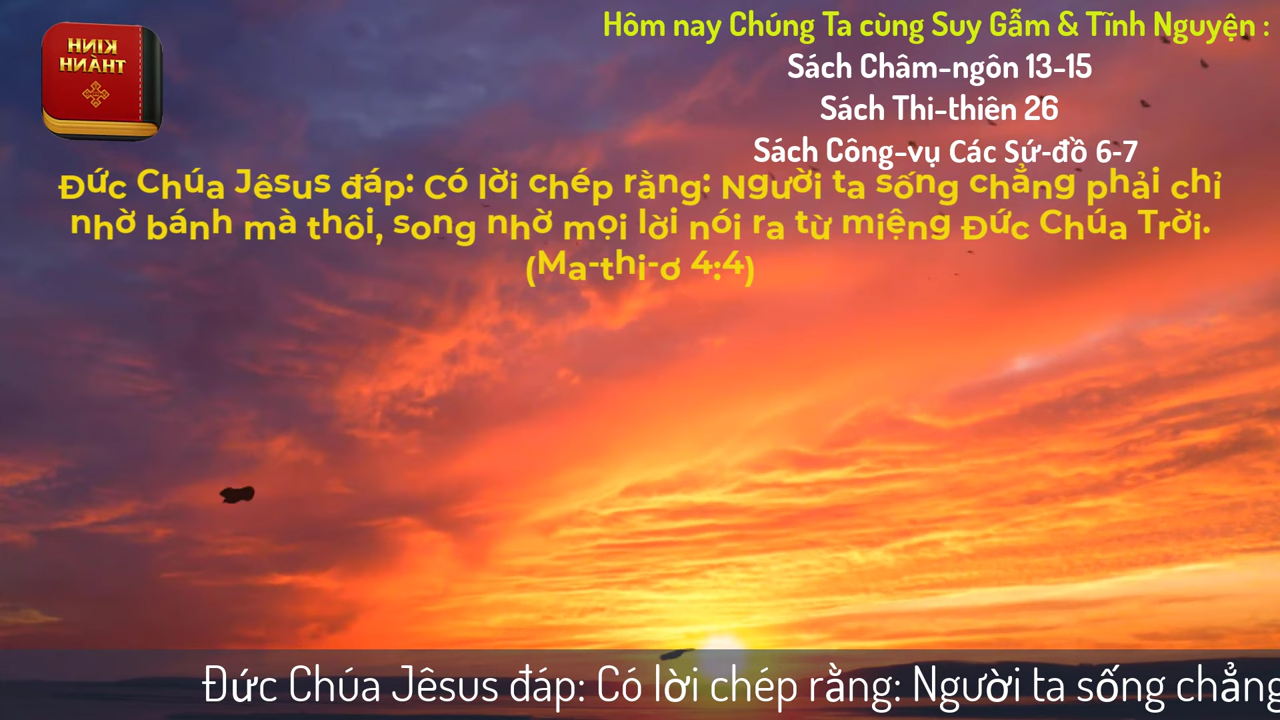 KINH
THÁNH
Hôm nay Chúng Ta cùng Suy Gẫm & Tĩnh Nguyện :
Sách Châm-ngôn 13-15
Sách Thi-thiên 26
Sách Công-vụ Các Sứ-đồ 6-7
Đức Chúa Jêsus đáp: Có lời chép rằng: Người ta sống chẳng phải chỉ
nhờ bánh mà thôi, song nhờ mọi lời nói ra từ miệng Đức Chúa Trời.
(Ma-thi-ơ 4:4)
Đức Chúa Jêsus đáp: Có lời chép rằng: Người ta sống chẳng